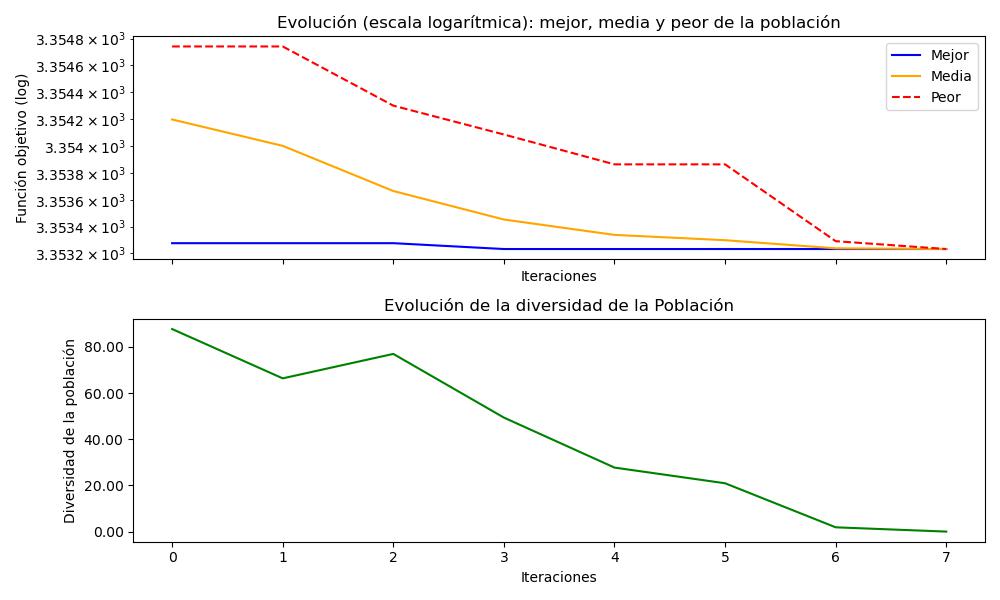 Evolución (escala logarítmica): mejor, media y peor de la población
Función objetivo (log)
3.3548 × 10³
3.3546 × 10³
3.3544 × 10³
3.3542 × 10³
3.354 × 10³
3.3538 × 10³
3.3536 × 10³
3.3534 × 10³
3.3532 × 10³
Mejor
Media
Peor
Iteraciones
Evolución de la diversidad de la Población
Diversidad de la población
80.00
60.00
40.00
20.00
0.00
0 1 2 3 4 5 6 7
Iteraciones